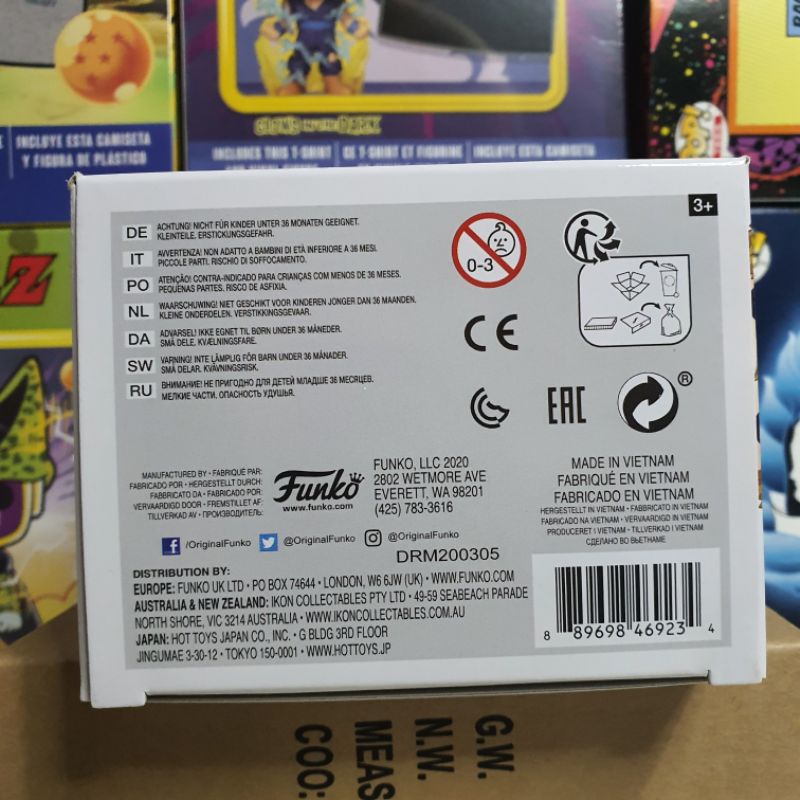 INCLUYE ESTA CAMISETA
Y FIGURA DE PLÁSTICO
GLOWS IN THE DARK
INCLUDES THIS T-SHIRT
CE T-SHIRT ET FIGURINE
INCLUYE ESTA CAMISETA
Z
3+
DE ACHTUNG! NICHT FÜR KINDER UNTER 36 MONATEN GEEIGNET.
KLEINTEILE. ERSTICKUNGSGEFAHR.
IT AVVERTENZA! NON ADATTO A BAMBINI DI ETÀ INFERIORE A 36 MESI.
PICCOLE PARTI. RISCHIO DI SOFFOCAMENTO.
PO ATENÇÃO! CONTRA-INDICADO PARA CRIANÇAS COM MENOS DE 36 MESES.
PEQUENAS PARTES. RISCO DE ASFIXIA.
NL WAARSCHUWING! NIET GESCHIKT VOOR KINDEREN JONGER DAN 36 MAANDEN.
KLEINE ONDERDELEN. VERSTIKKINGSGEVAAR.
DA ADVARSEL! IKKE EGNET TIL BØRN UNDER 36 MÅNEDER.
SMÅ DELE. KVÆLNINGSFARE.
SW VARNING! INTE LÄMPLIG FÖR BARN UNDER 36 MÅNADER.
SMÅ DELAR. KVÄVNINGSRISK.
RU ВНИМАНИЕ! НЕ ПРИГОДНО ДЛЯ ДЕТЕЙ МЛАДШЕ 36 МЕСЯЦЕВ.
МЕЛКИЕ ЧАСТИ. ОПАСНОСТЬ УДУШЬЯ.
0-3
CE
EAC
®
MANUFACTURED BY • FABRIQUÉ PAR:
FABRICADO POR • HERGESTELLT DURCH:
FABBRICATO DA • FABRICADO POR:
VERVAARDIGD DOOR • FREMSTILLET AF:
TILLVERKAD AV • ПРОИЗВОДИТЕЛЬ:
Funko
www.funko.com
FUNKO, LLC 2020
2802 WETMORE AVE
EVERETT, WA 98201
(425) 783-3616
MADE IN VIETNAM
FABRIQUÉ EN VIETNAM
FABRICADO EN VIETNAM
HERGESTELLT IN VIETNAM • FABBRICATO IN VIETNAM
FABRICADO NA VIETNAM • VERVAARDIGD IN VIETNAM
PRODUCERET I VIETNAM • TILLVERKAD I VIETNAM
СДЕЛАНО ВО ВЬЕТНАМЕ
f /OriginalFunko @OriginalFunko @OriginalFunko
DRM200305
DISTRIBUTION BY:
EUROPE: FUNKO UK LTD • PO BOX 74644 • LONDON, W6 6JW (UK) • WWW.FUNKO.COM
AUSTRALIA & NEW ZEALAND: IKON COLLECTABLES PTY LTD • 49-59 SEABEACH PARADE
NORTH SHORE, VIC 3214 AUSTRALIA • WWW.IKONCOLLECTABLES.COM.AU
JAPAN: HOT TOYS JAPAN CO., INC. • G BLDG 3RD FLOOR
JINGUMAE 3-30-12 • TOKYO 150-0001 • WWW.HOTTOYS.JP
8 89698 46923 4
G.W.
N.W.
MEAS
COO: